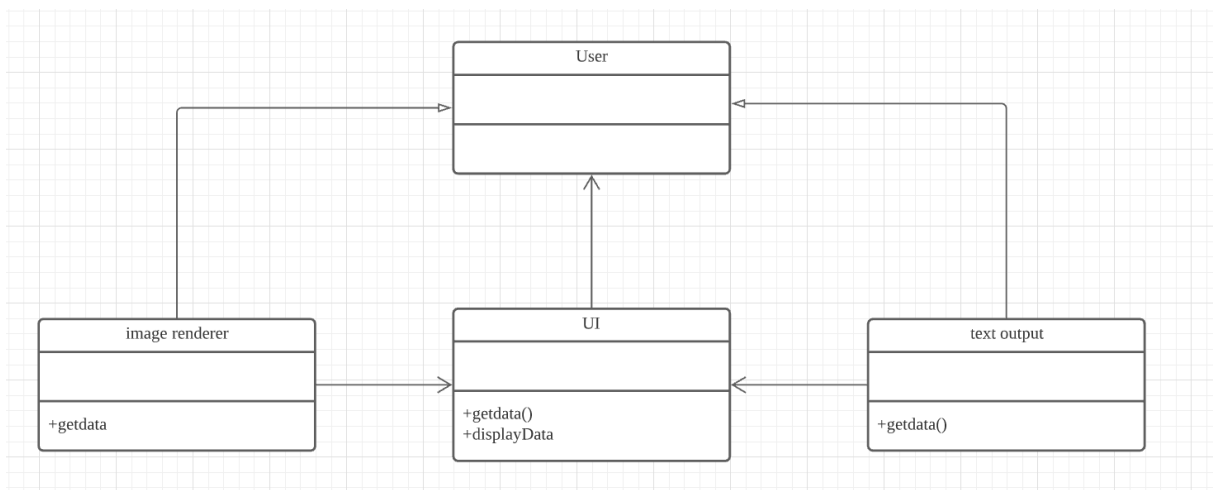 User
image renderer
+getdata
UI
+getdata()
+displayData
text output
+getdata()